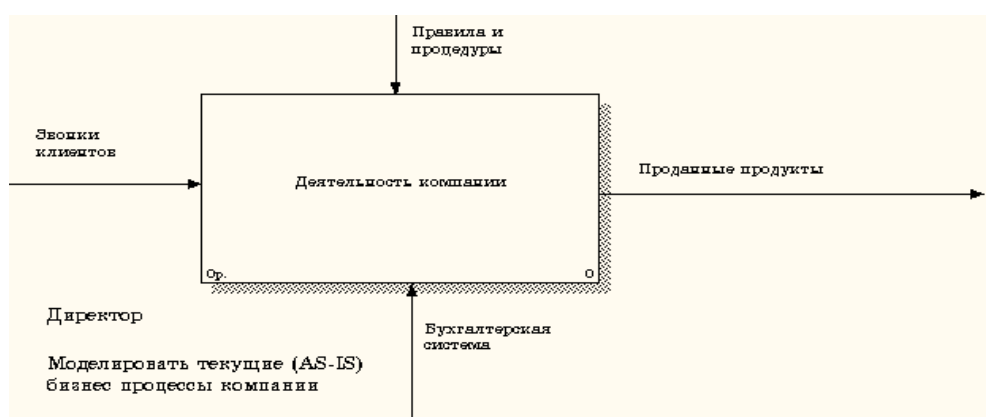 Правила и
процедуры
Звонки
клиентов
Деятельность компании
Проданные продукты
0р.
0
Директор
Бухгалтерская
система
Моделировать текущие (AS-IS)
бизнес процессы компании